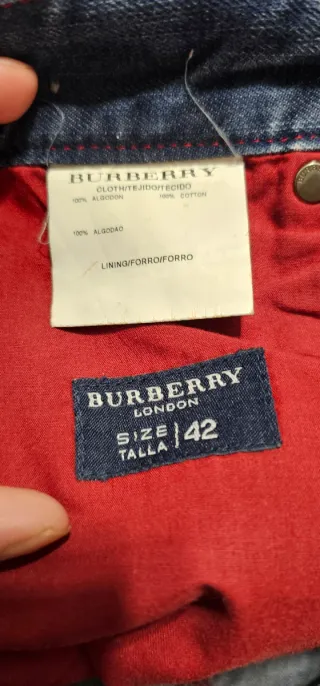 BURBERRY
CLOTH/TEJIDO/TECIDO
100% ALGODON 100% COTTON
100% ALGODAO
LINING/FORRO/FORRO
BURBERRY
LONDON
SIZE
TALLA | 42